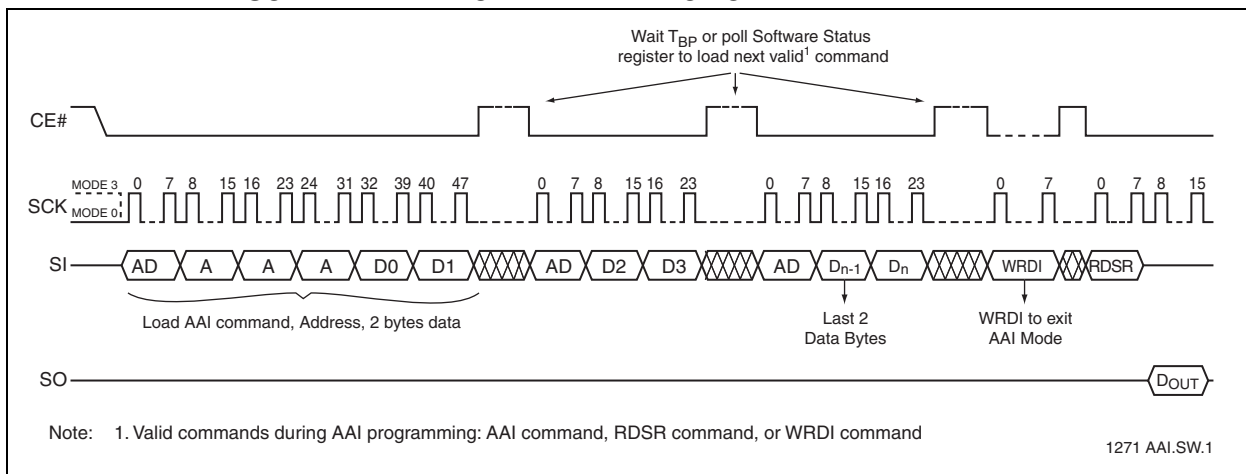 Wait TBP or poll Software Status
register to load next valid1 command
CE#
MODE 3
MODE 0
SCK
0 7 8 15 16 23 24 31 32 39 40 47 0 7 8 15 16 23 0 7 8 15 16 23 0 7 0 7 8 15
SI
AD A A A D0 D1 AD D2 D3 AD Dn-1 Dn WRDI RDSR
Load AAI command, Address, 2 bytes data
Last 2
Data Bytes
WRDI to exit
AAI Mode
SO
DOUT
Note: 1. Valid commands during AAI programming: AAI command, RDSR command, or WRDI command
1271 AAI.SW.1